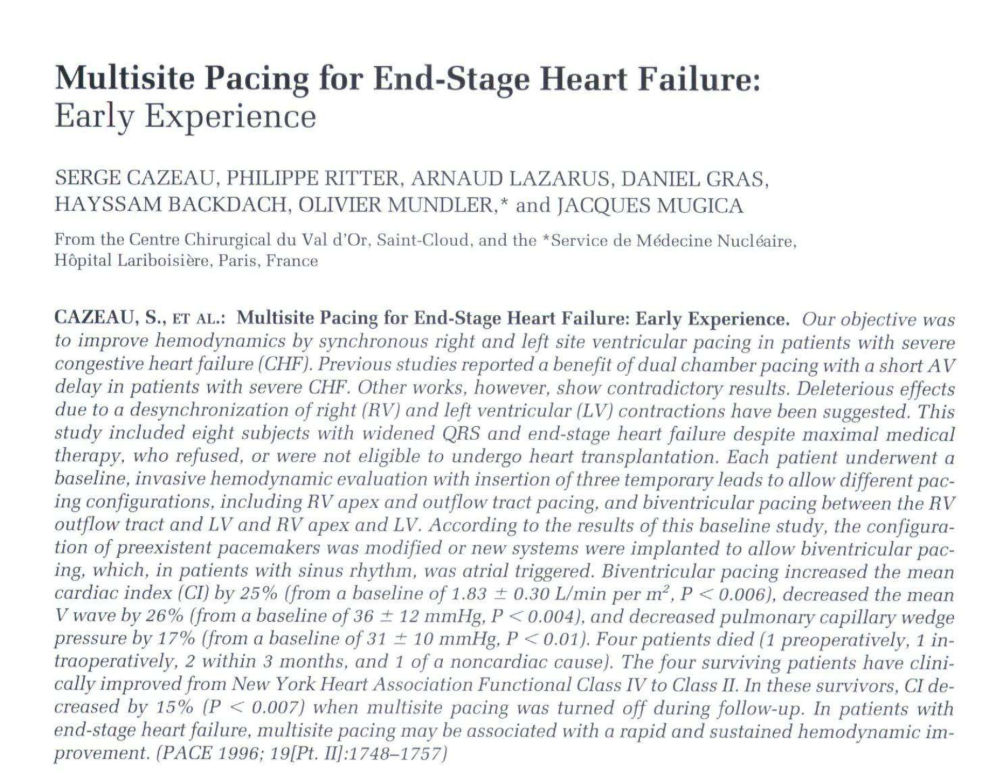 Multisite Pacing for End-Stage Heart Failure:
Early Experience
SERGE CAZEAU, PHILIPPE RITTER, ARNAUD LAZARUS, DANIEL GRAS,
HAYSSAM BACKDACH, OLIVIER MUNDLER,* and JACQUES MUGICA
From the Centre Chirurgical du Val d'Or, Saint-Cloud, and the *Service de Médecine Nucléaire,
Hôpital Lariboisière, Paris, France
CAZEAU, S., ET AL.: Multisite Pacing for End-Stage Heart Failure: Early Experience. Our objective was
to improve hemodynamics by synchronous right and left site ventricular pacing in patients with severe
congestive heart failure (CHF). Previous studies reported a benefit of dual chamber pacing with a short AV
delay in patients with severe CHF. Other works, however, show contradictory results. Deleterious effects
due to a desynchronization of right (RV) and left ventricular (LV) contractions have been suggested. This
study included eight subjects with widened QRS and end-stage heart failure despite maximal medical
therapy, who refused, or were not eligible to undergo heart transplantation. Each patient underwent a
baseline, invasive hemodynamic evaluation with insertion of three temporary leads to allow different pac-
ing configurations, including RV apex and outflow tract pacing, and biventricular pacing between the RV
outflow tract and LV and RV apex and LV. According to the results of this baseline study, the configura-
tion of preexistent pacemakers was modified or new systems were implanted to allow biventricular pac-
ing, which, in patients with sinus rhythm, was atrial triggered. Biventricular pacing increased the mean
cardiac index (CI) by 25% (from a baseline of 1.83 ± 0.30 L/min per m², P < 0.006), decreased the mean
V wave by 26% (from a baseline of 36 ± 12 mmHg, P < 0.004), and decreased pulmonary capillary wedge
pressure by 17% (from a baseline of 31 ± 10 mmHg, P < 0.01). Four patients died (1 preoperatively, 1 in-
traoperatively, 2 within 3 months, and 1 of a noncardiac cause). The four surviving patients have clini-
cally improved from New York Heart Association Functional Class IV to Class II. In these survivors, CI de-
creased by 15% (P < 0.007) when multisite pacing was turned off during follow-up. In patients with
end-stage heart failure, multisite pacing may be associated with a rapid and sustained hemodynamic im-
provement. (PACE 1996; 19[Pt. II]:1748–1757)